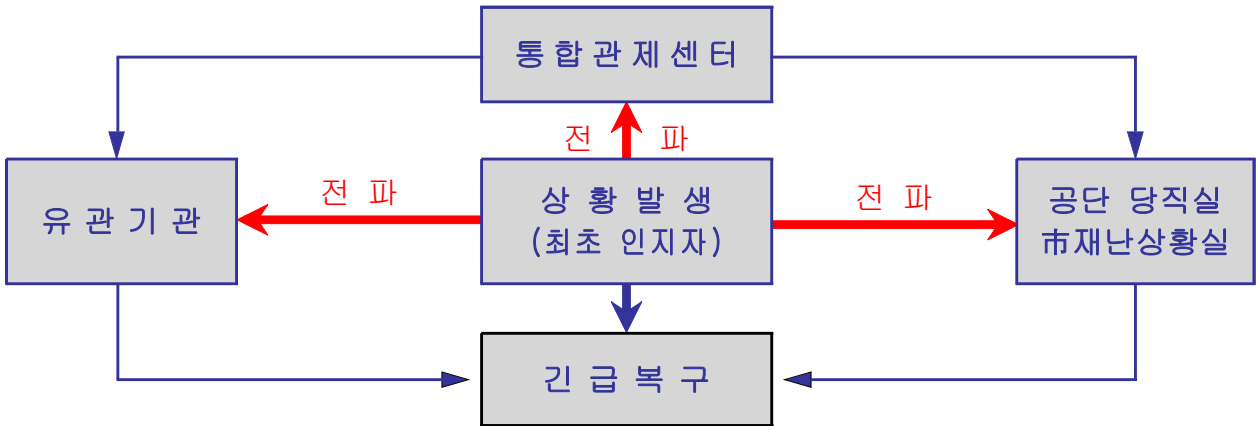 통합관제센터
전 파
전 파
상 황 발 생
(최초 인지자)
전 파
유관기관
공단 당직실
市재난상황실
긴급복구